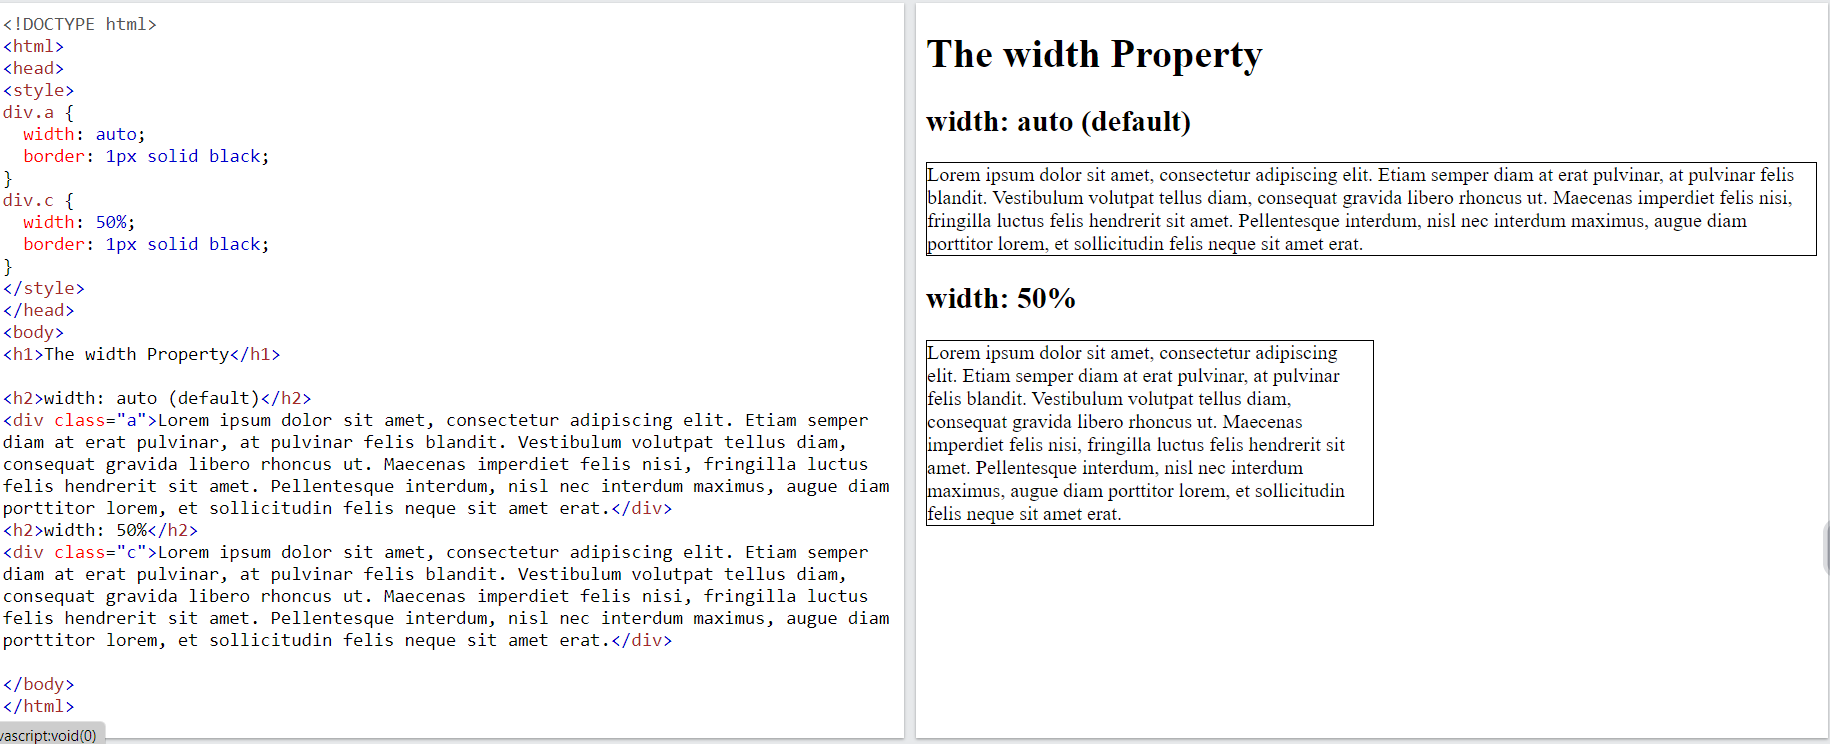 <!DOCTYPE html>
<html>
<head>
<style>
div.a {
  width: auto;
  border: 1px solid black;
}
div.c {
  width: 50%;
  border: 1px solid black;
}
</style>
</head>
<body>
<h1>The width Property</h1>

<h2>width: auto (default)</h2>
<div class="a">Lorem ipsum dolor sit amet, consectetur adipiscing elit. Etiam semper
diam at erat pulvinar, at pulvinar felis blandit. Vestibulum volutpat tellus diam,
consequat gravida libero rhoncus ut. Maecenas imperdiet felis nisi, fringilla luctus
felis hendrerit sit amet. Pellentesque interdum, nisl nec interdum maximus, augue diam
porttitor lorem, et sollicitudin felis neque sit amet erat.</div>
<h2>width: 50%</h2>
<div class="c">Lorem ipsum dolor sit amet, consectetur adipiscing elit. Etiam semper
diam at erat pulvinar, at pulvinar felis blandit. Vestibulum volutpat tellus diam,
consequat gravida libero rhoncus ut. Maecenas imperdiet felis nisi, fringilla luctus
felis hendrerit sit amet. Pellentesque interdum, nisl nec interdum maximus, augue diam
porttitor lorem, et sollicitudin felis neque sit amet erat.</div>

</body>
</html>
vascript:void(0)
The width Property
width: auto (default)
Lorem ipsum dolor sit amet, consectetur adipiscing elit. Etiam semper diam at erat pulvinar, at pulvinar felis
blandit. Vestibulum volutpat tellus diam, consequat gravida libero rhoncus ut. Maecenas imperdiet felis nisi,
fringilla luctus felis hendrerit sit amet. Pellentesque interdum, nisl nec interdum maximus, augue diam
porttitor lorem, et sollicitudin felis neque sit amet erat.
width: 50%
Lorem ipsum dolor sit amet, consectetur adipiscing
elit. Etiam semper diam at erat pulvinar, at pulvinar
felis blandit. Vestibulum volutpat tellus diam,
consequat gravida libero rhoncus ut. Maecenas
imperdiet felis nisi, fringilla luctus felis hendrerit sit
amet. Pellentesque interdum, nisl nec interdum
maximus, augue diam porttitor lorem, et sollicitudin
felis neque sit amet erat.